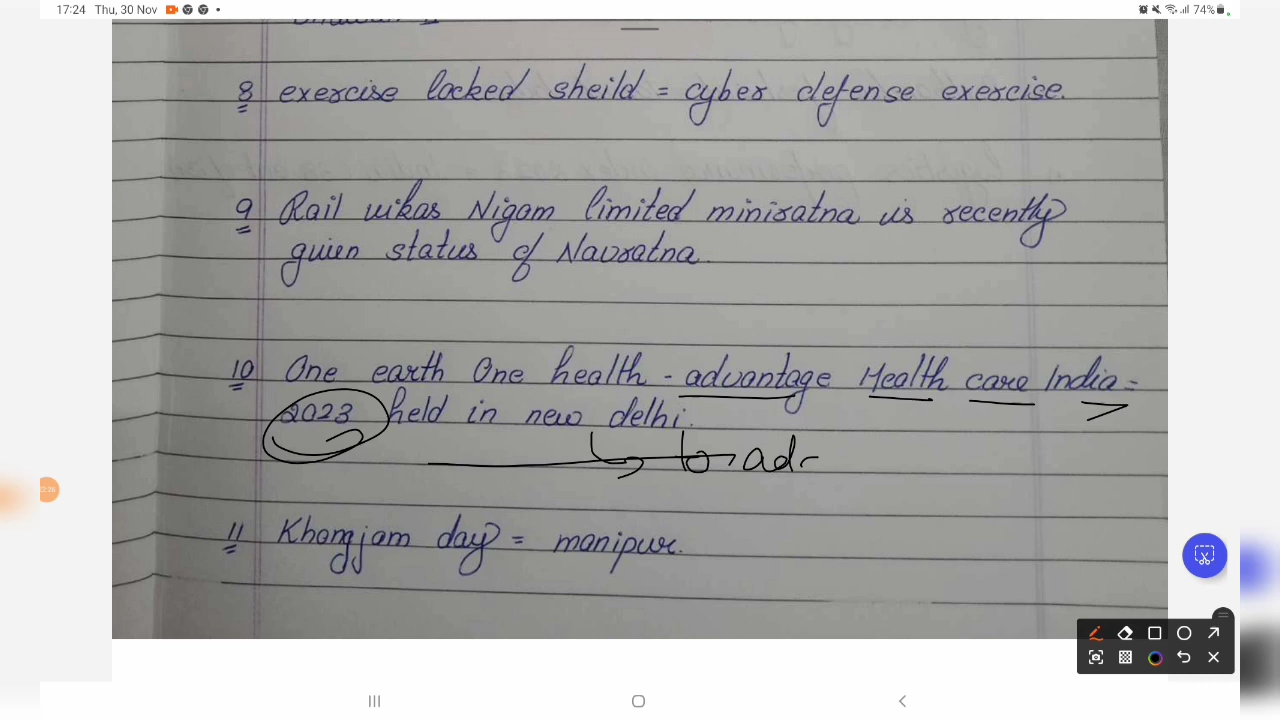 17:24 Thu, 30 Nov
74%
8 exercise locked sheild = cyber defense exercise.
9 Rail vikas Nigam limited miniratna is recently
given status of Navratna.
10 One earth One health - advantage Health care India =
2023 held in new delhi.
to adr
11 Khongjam day = manipur.